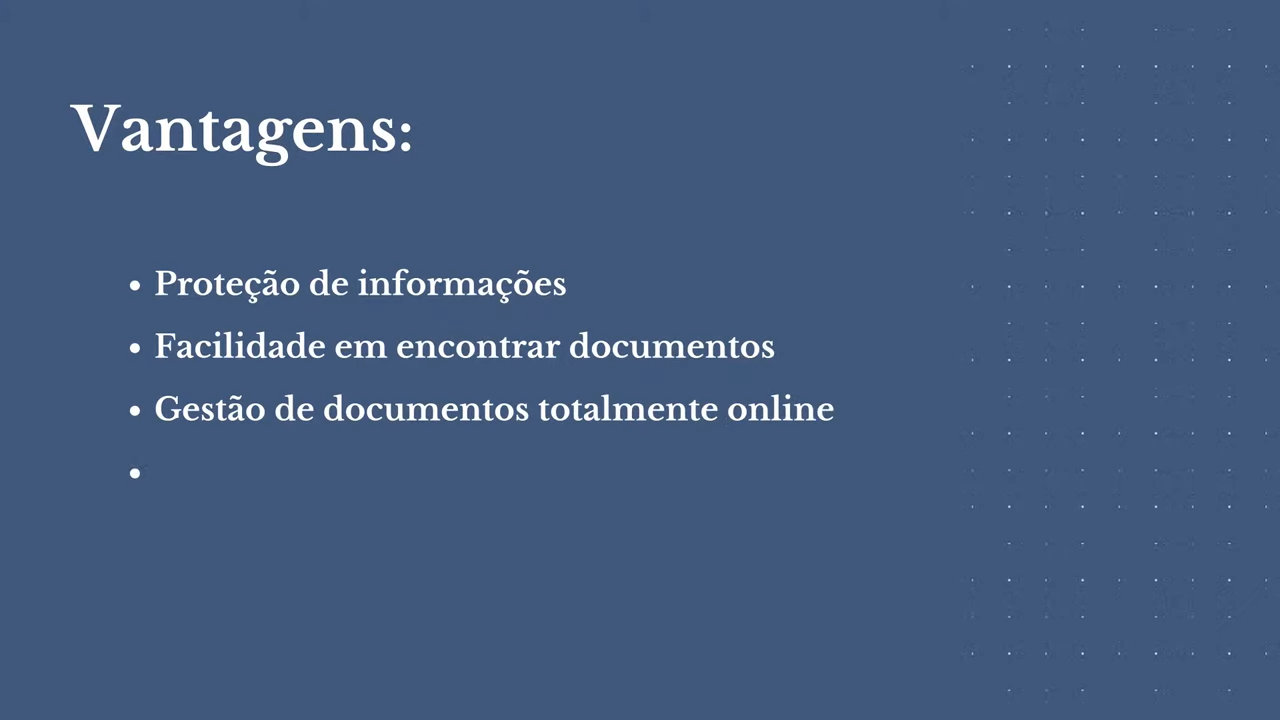 Vantagens:
• Proteção de informações
• Facilidade em encontrar documentos
• Gestão de documentos totalmente online
•